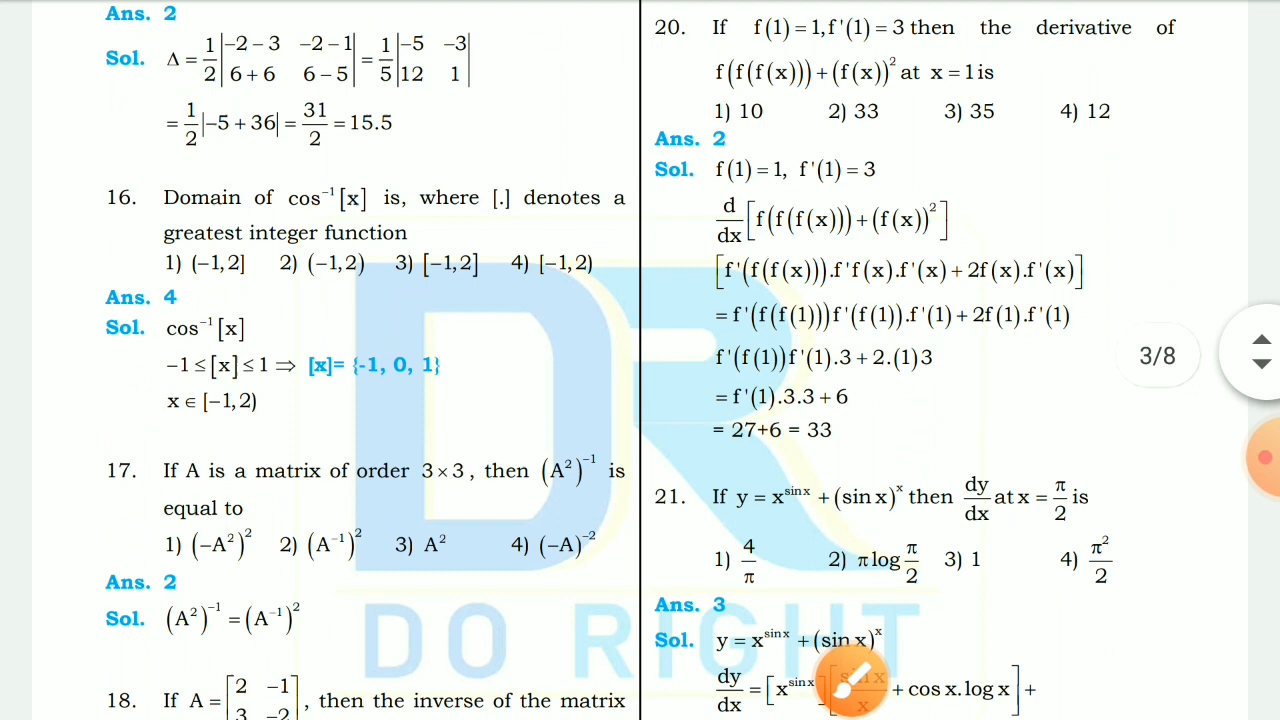 Ans. 2
Sol. Δ = 1/2 |−2 − 3 −2 − 1; 6 + 6 6 − 5| = 1/5 |−5 −3; 12 1|
= 1/2 |−5 + 36| = 31/2 = 15.5
16. Domain of cos⁻¹[x] is, where [.] denotes a
greatest integer function
1) (−1,2] 2) (−1,2) 3) [−1,2] 4) [−1,2)
Ans. 4
Sol. cos⁻¹[x]
−1 ≤ [x] ≤ 1 ⇒ [x]= {-1, 0, 1}
x ∈ [−1,2)
17. If A is a matrix of order 3 × 3, then (A²)⁻¹ is
equal to
1) (−A²)² 2) (A⁻¹)² 3) A² 4) (−A)⁻²
Ans. 2
Sol. (A²)⁻¹ = (A⁻¹)²
18. If A = [2 −1; 3 −2], then the inverse of the matrix
20. If f(1) = 1, f'(1) = 3 then the derivative of
f(f(f(x))) + (f(x))² at x = 1 is
1) 10 2) 33 3) 35 4) 12
Ans. 2
Sol. f(1) = 1, f'(1) = 3
d/dx [f(f(f(x))) + (f(x))²]
[f'(f(f(x))).f'f(x).f'(x) + 2f(x).f'(x)]
= f'(f(f(1)))f'(f(1)).f'(1) + 2f(1).f'(1)
f'(f(1))f'(1).3 + 2.(1)3
= f'(1).3.3 + 6
= 27+6 = 33
21. If y = x^sinx + (sin x)^x then dy/dx at x = π/2 is
1) 4/π 2) π log π/2 3) 1 4) π²/2
Ans. 3
Sol. y = x^sinx + (sin x)^x
dy/dx = [x^sinx [sin x/x + cos x.log x] +
3/8
DR
DO RIGHT